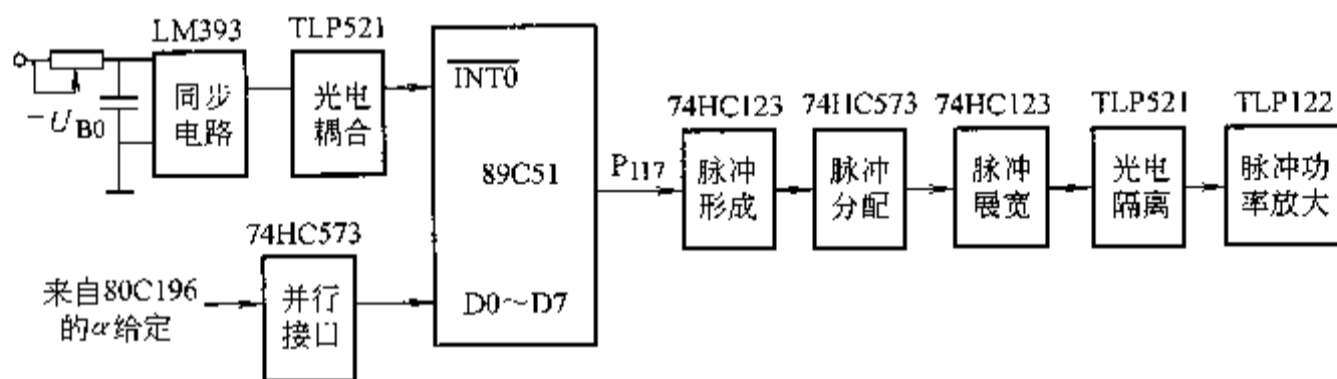 LM393
TLP521
-U_B0
同步
电路
光电
耦合
INT0
89C51
D0～D7
来自80C196
的α给定
74HC573
并行
接口
P117
74HC123
脉冲
形成
74HC573
脉冲
分配
74HC123
脉冲
展宽
TLP521
光电
隔离
TLP122
脉冲功
率放大